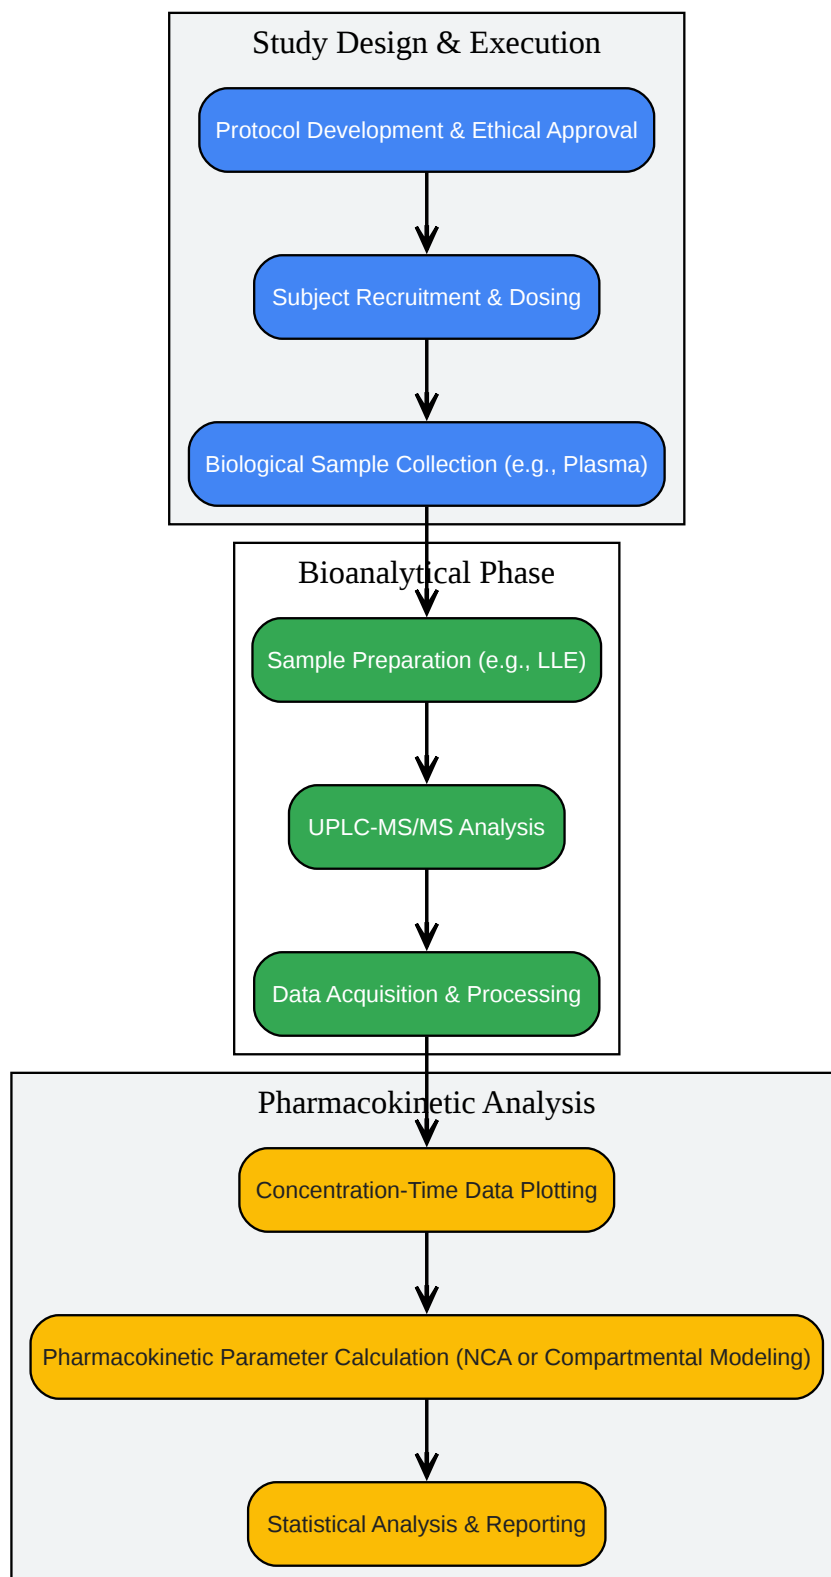 Study Design & Execution
Protocol Development & Ethical Approval
Subject Recruitment & Dosing
Biological Sample Collection (e.g., Plasma)
Bioanalytical Phase
Sample Preparation (e.g., LLE)
UPLC-MS/MS Analysis
Data Acquisition & Processing
Pharmacokinetic Analysis
Concentration-Time Data Plotting
Pharmacokinetic Parameter Calculation (NCA or Compartmental Modeling)
Statistical Analysis & Reporting